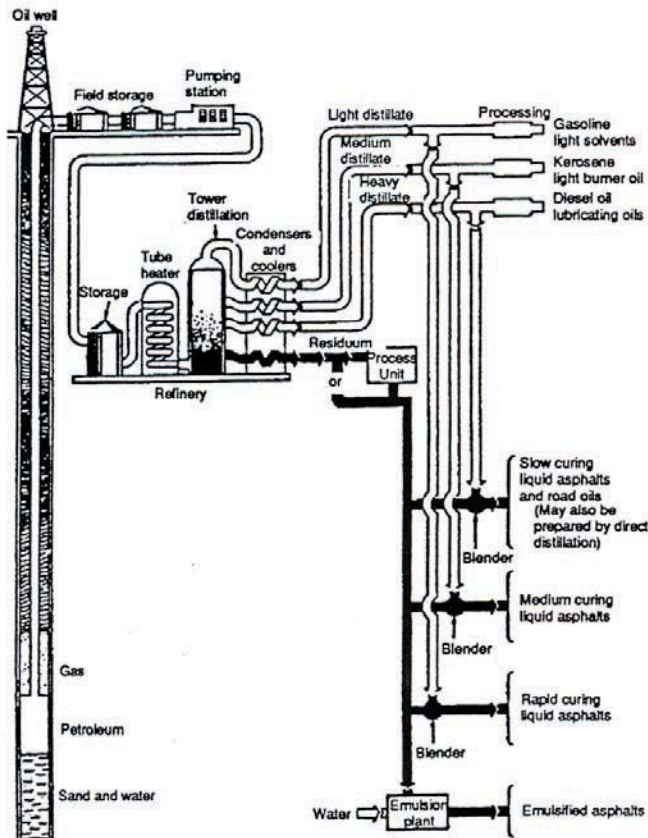 Oil well
Field storage
Pumping
station
Light distillate
Processing
Gasoline
light solvents
Medium
distillate
Kerosene
light burner oil
Heavy
distillate
Diesel oil
lubricating oils
Tower
distillation
Condensers
and
coolers
Tube
heater
Storage
Residuum
or
Process
Unit
Refinery
Slow curing
liquid asphalts
and road oils
(May also be
prepared by direct
distillation)
Blender
Medium curing
liquid asphalts
Blender
Gas
Rapid curing
liquid asphalts
Petroleum
Blender
Sand and water
Water
Emulsion
plant
Emulsified asphalts